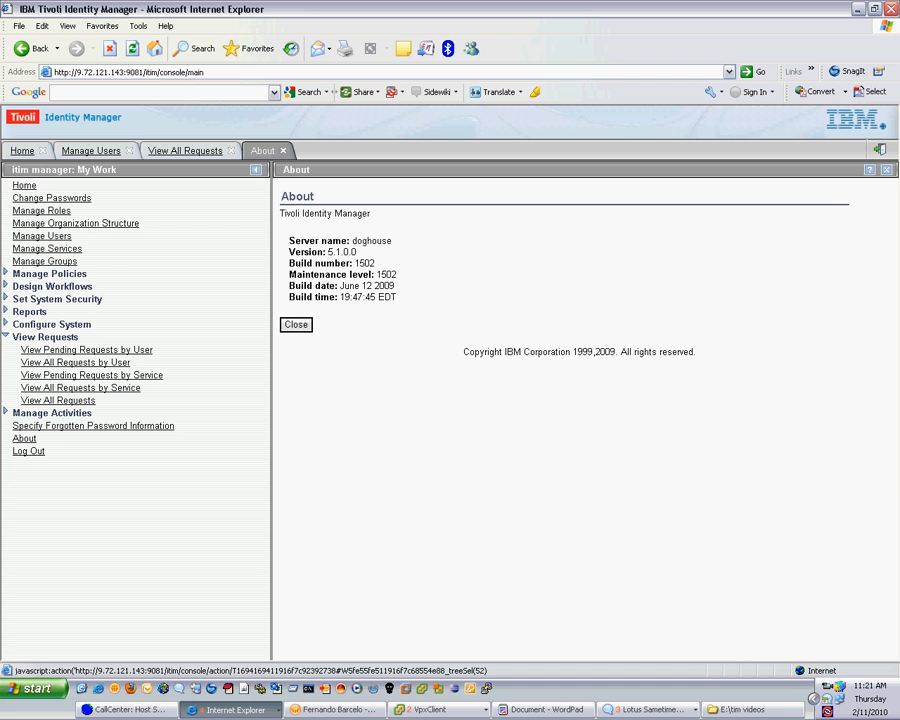 IBM Tivoli Identity Manager - Microsoft Internet Explorer
File Edit View Favorites Tools Help
Back Search Favorites
Address http://9.72.121.143:9081/itim/console/main Go Links » SnagIt
Google Search Share Sidewiki Translate Sign In Convert Select
Tivoli Identity Manager IBM.
Home Manage Users View All Requests About
itim manager: My Work
About
Home
Change Passwords
Manage Roles
Manage Organization Structure
Manage Users
Manage Services
Manage Groups
Manage Policies
Design Workflows
Set System Security
Reports
Configure System
View Requests
View Pending Requests by User
View All Requests by User
View Pending Requests by Service
View All Requests by Service
View All Requests
Manage Activities
Specify Forgotten Password Information
About
Log Out
About
Tivoli Identity Manager
Server name: doghouse
Version: 5.1.0.0
Build number: 1502
Maintenance level: 1502
Build date: June 12 2009
Build time: 19:47:45 EDT
Close
Copyright IBM Corporation 1999,2009. All rights reserved.
javascript:action('http://9.72.121.143:9081/itim/console/action/T1694169411916f7c92392738#W5fe55fe511916f7c68554e88_treeSel(52) Internet
start
CallCenter: Host S... 4 Internet Explorer Fernando Barcelo -... 2 VpxClient Document - WordPad 3 Lotus Sametime... E:\tim videos
11:21 AM
Thursday
2/11/2010